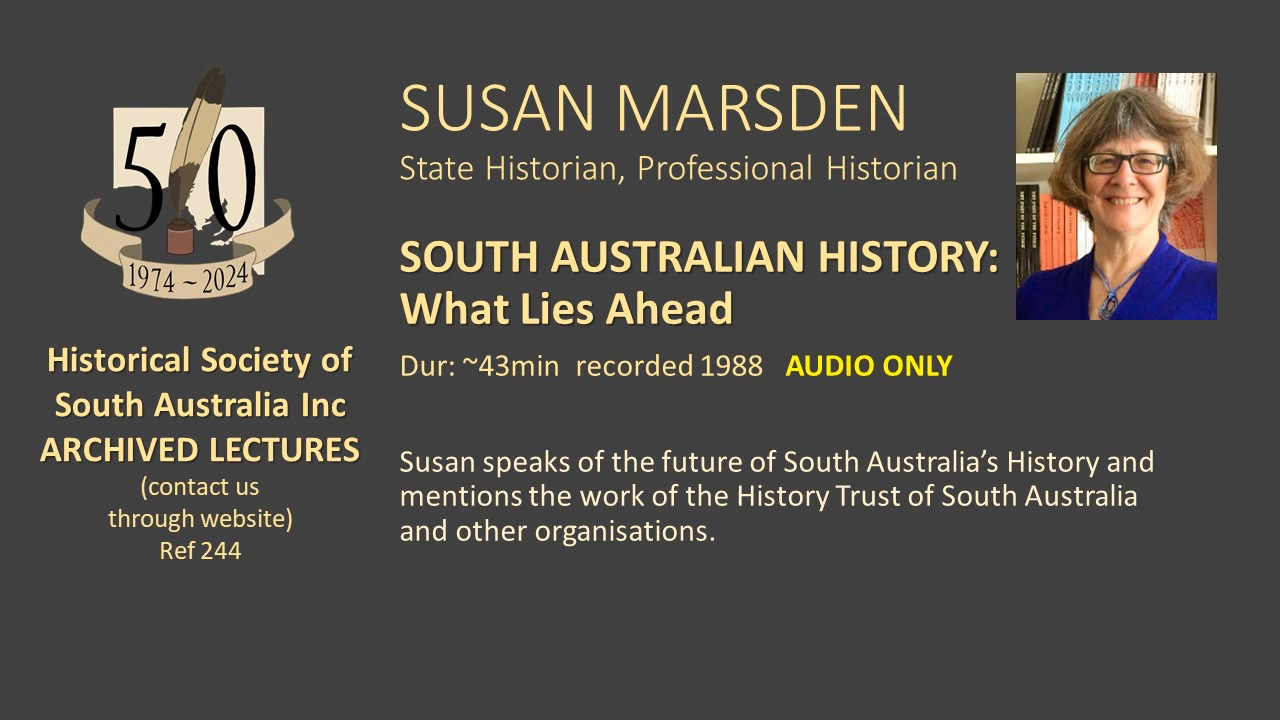 50
1974 ~ 2024
Historical Society of
South Australia Inc
ARCHIVED LECTURES
(contact us
through website)
Ref 244
SUSAN MARSDEN
State Historian, Professional Historian
SOUTH AUSTRALIAN HISTORY:
What Lies Ahead
Dur: ~43min recorded 1988 AUDIO ONLY
Susan speaks of the future of South Australia’s History and
mentions the work of the History Trust of South Australia
and other organisations.